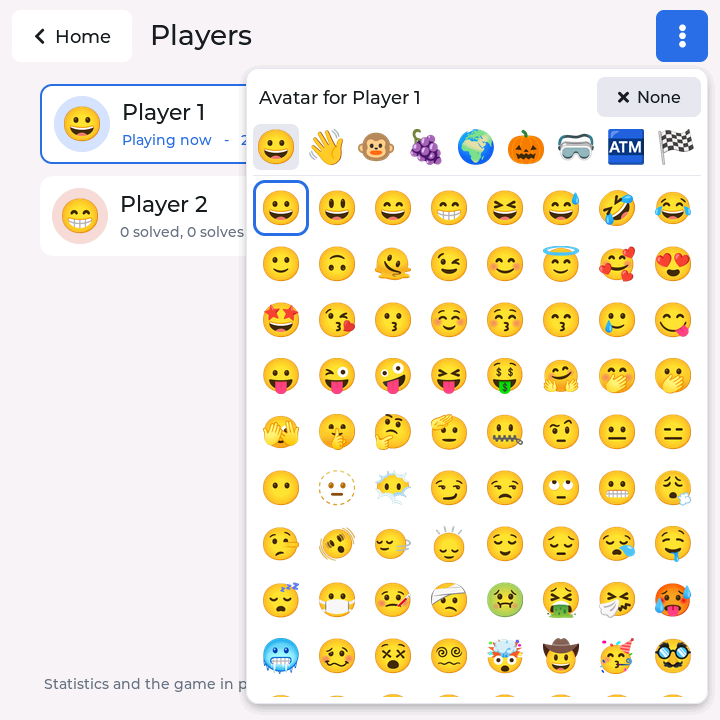 Home
Players
Player 1
Playing now - 2
Player 2
0 solved, 0 solves
Statistics and the game in p
Avatar for Player 1
None
ATM